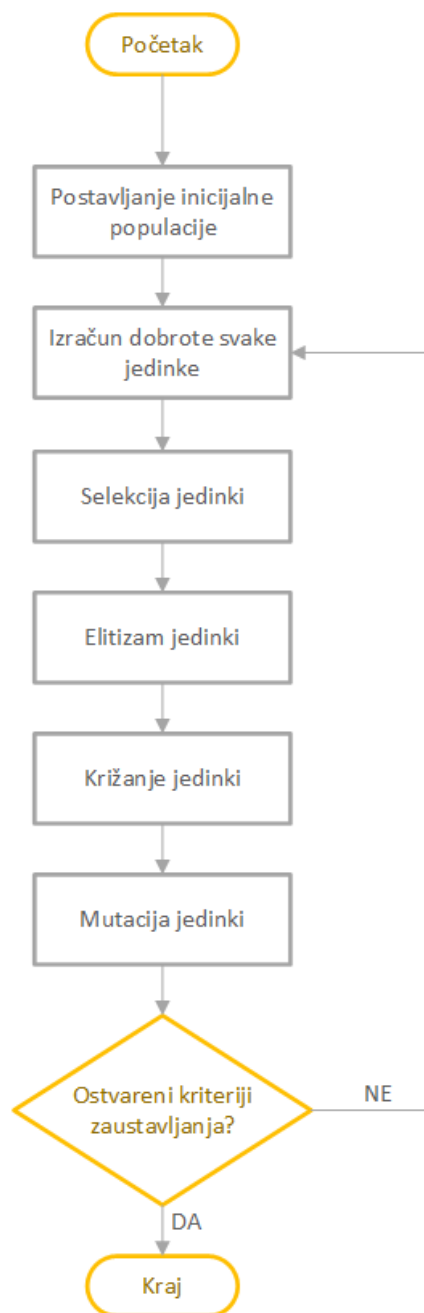 Početak
Postavljanje inicijalne
populacije
Izračun dobrote svake
jedinke
Selekcija jedinki
Elitizam jedinki
Križanje jedinki
Mutacija jedinki
Ostvareni kriteriji
zaustavljanja?
NE
DA
Kraj